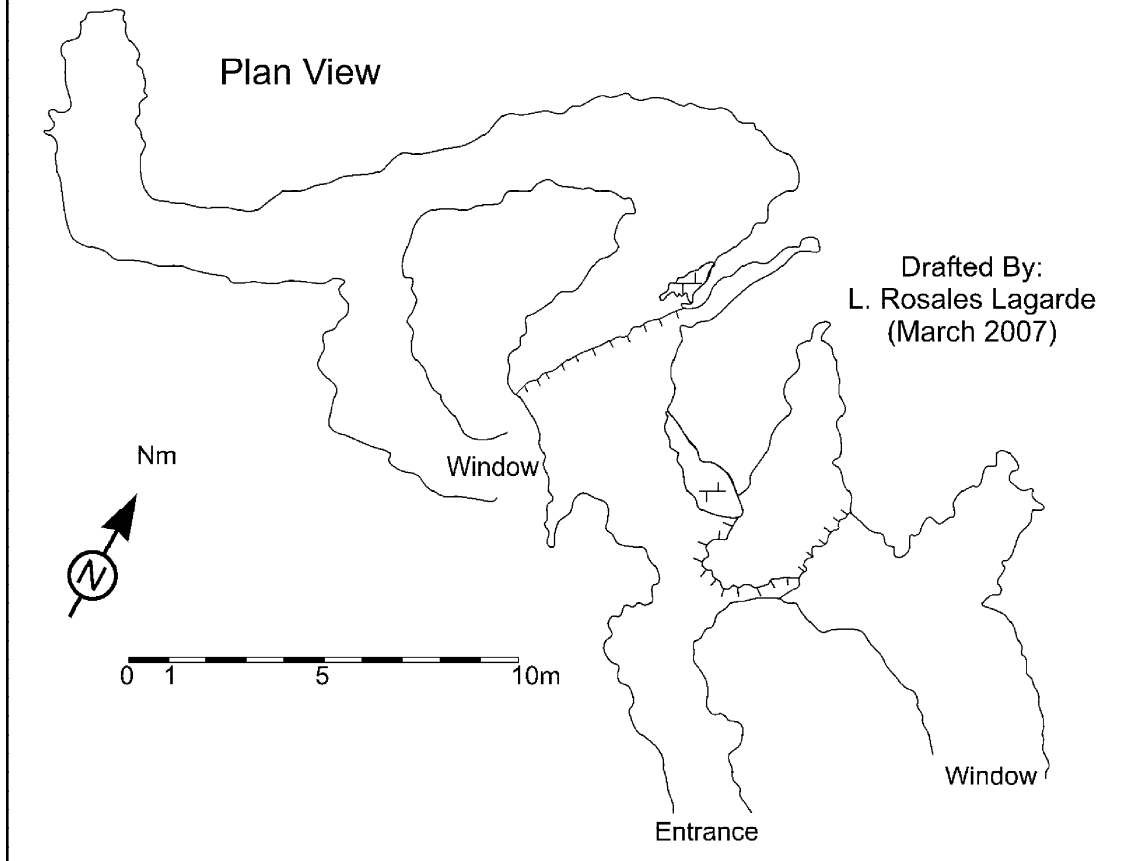 Plan View
Drafted By:
L. Rosales Lagarde
(March 2007)
Nm
Window
N
0 1 5 10m
Window
Entrance